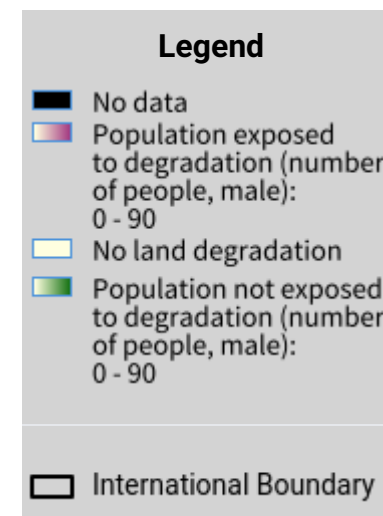 Legend
No data
Population exposed
to degradation (number
of people, male):
0 - 90
No land degradation
Population not exposed
to degradation (number
of people, male):
0 - 90
International Boundary